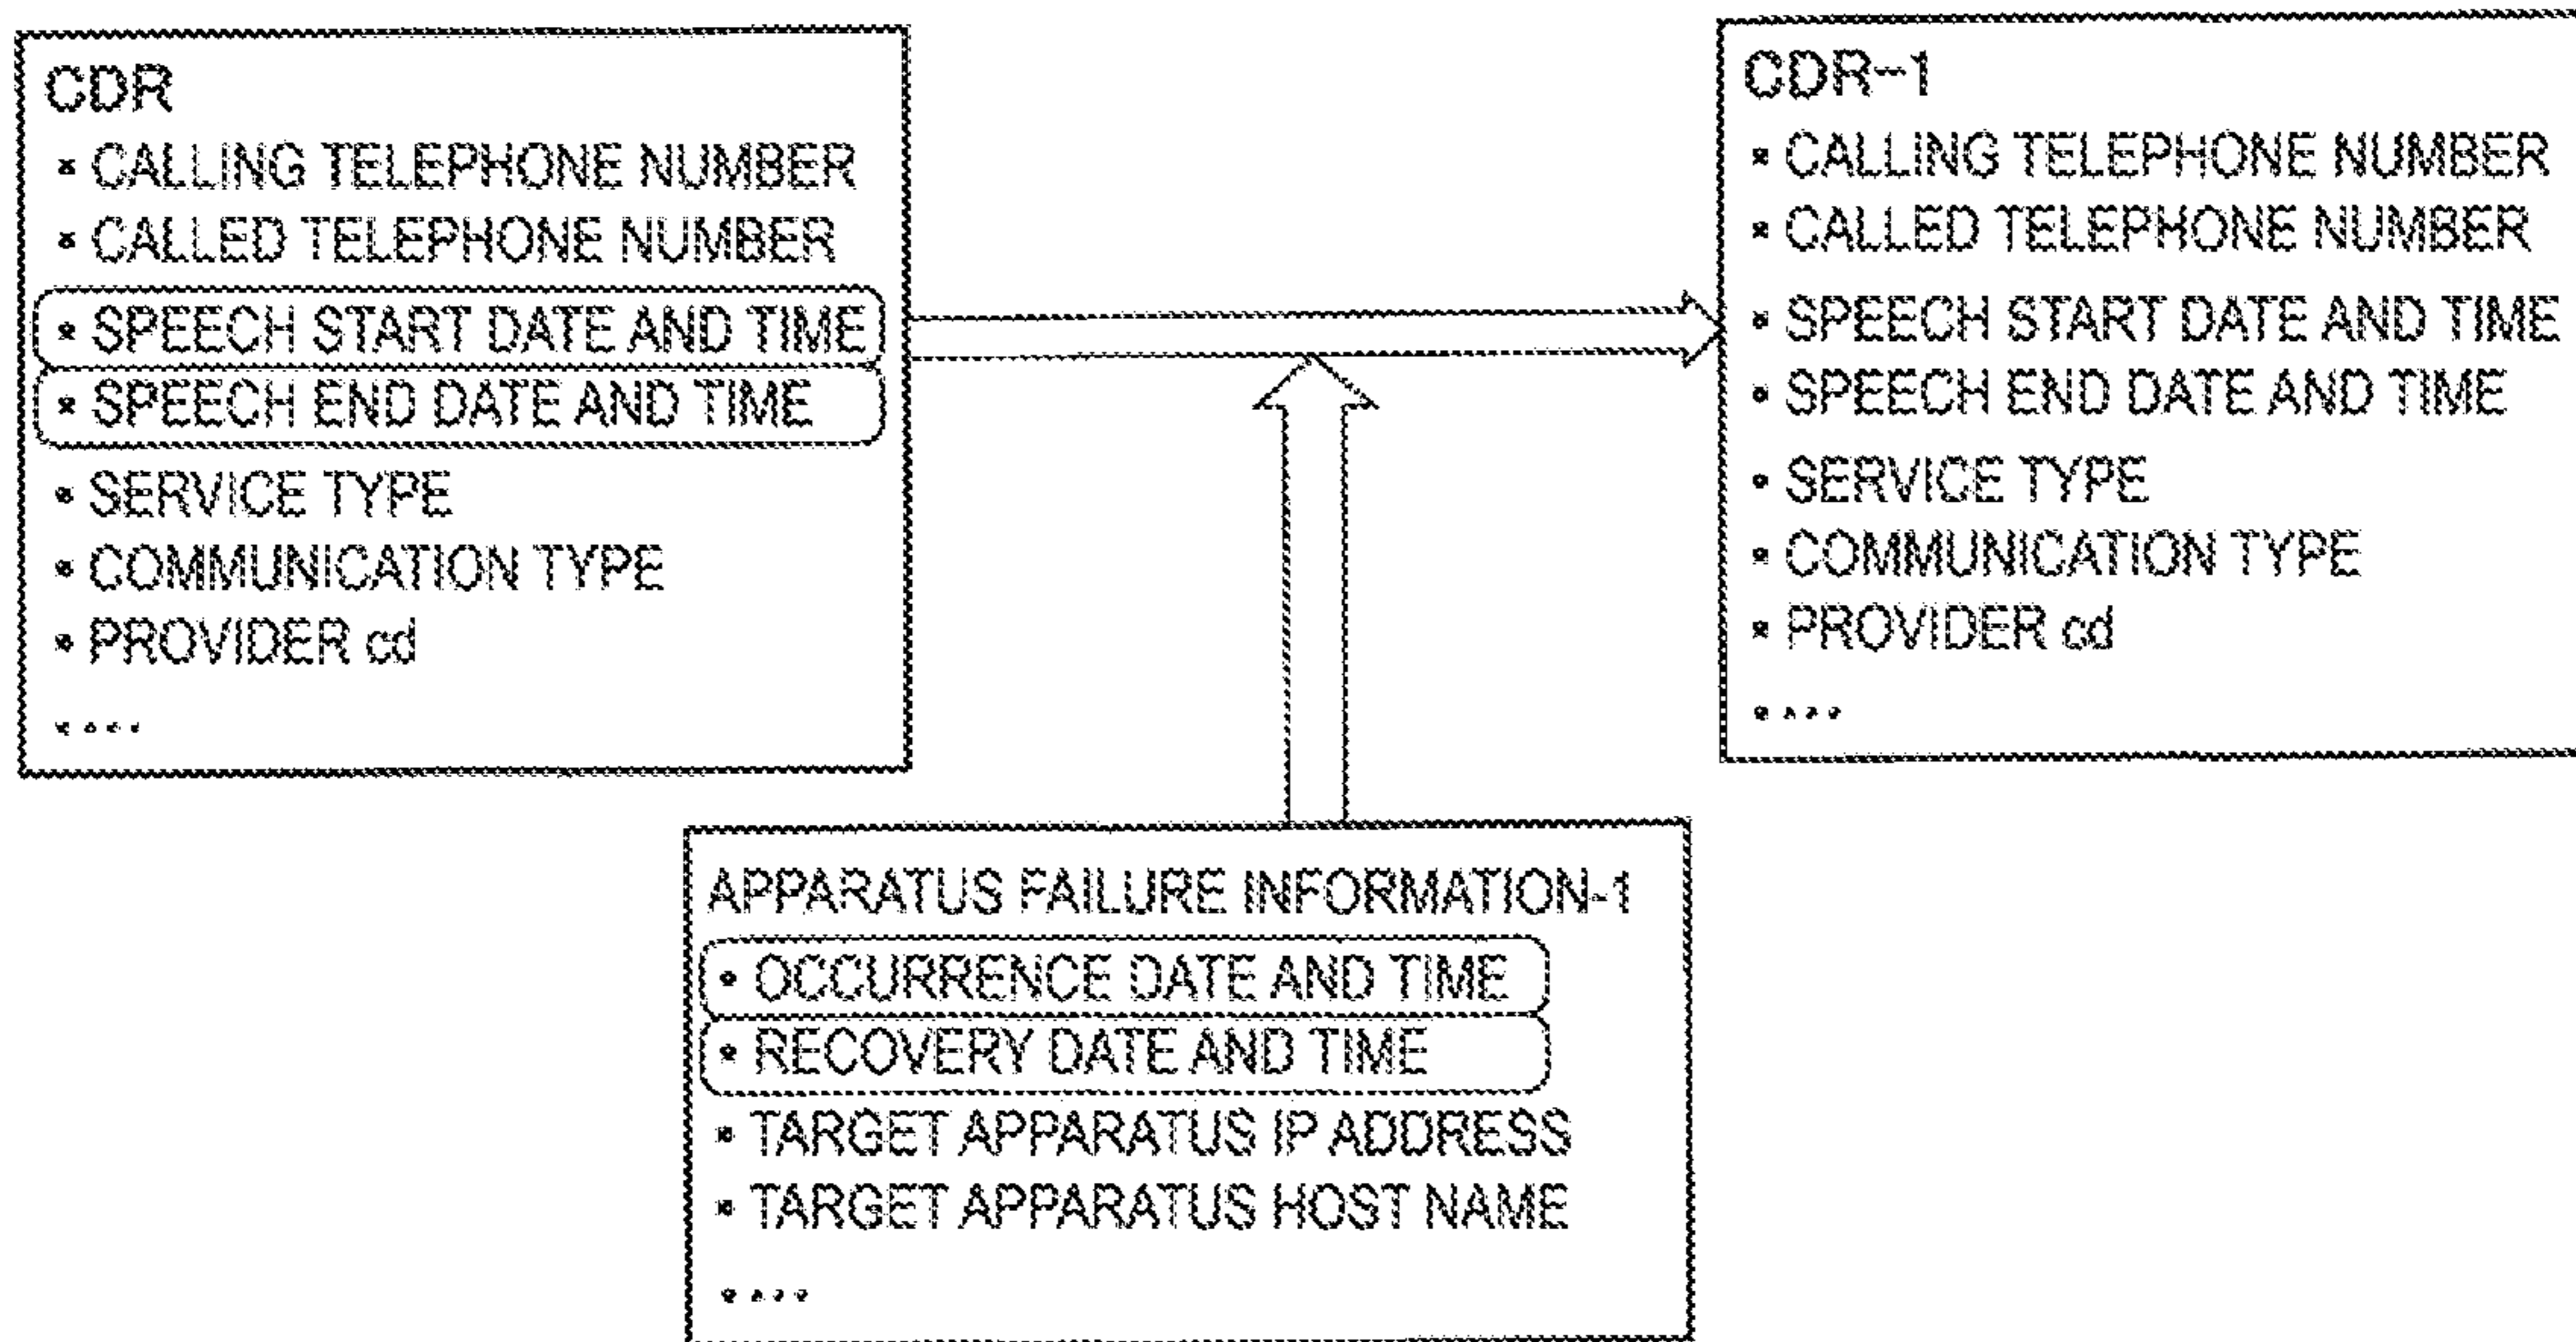 CDR
• CALLING TELEPHONE NUMBER
• CALLED TELEPHONE NUMBER
• SPEECH START DATE AND TIME
• SPEECH END DATE AND TIME
• SERVICE TYPE
• COMMUNICATION TYPE
• PROVIDER cd
••••
CDR-1
• CALLING TELEPHONE NUMBER
• CALLED TELEPHONE NUMBER
• SPEECH START DATE AND TIME
• SPEECH END DATE AND TIME
• SERVICE TYPE
• COMMUNICATION TYPE
• PROVIDER cd
••••
APPARATUS FAILURE INFORMATION-1
• OCCURRENCE DATE AND TIME
• RECOVERY DATE AND TIME
• TARGET APPARATUS IP ADDRESS
• TARGET APPARATUS HOST NAME
••••